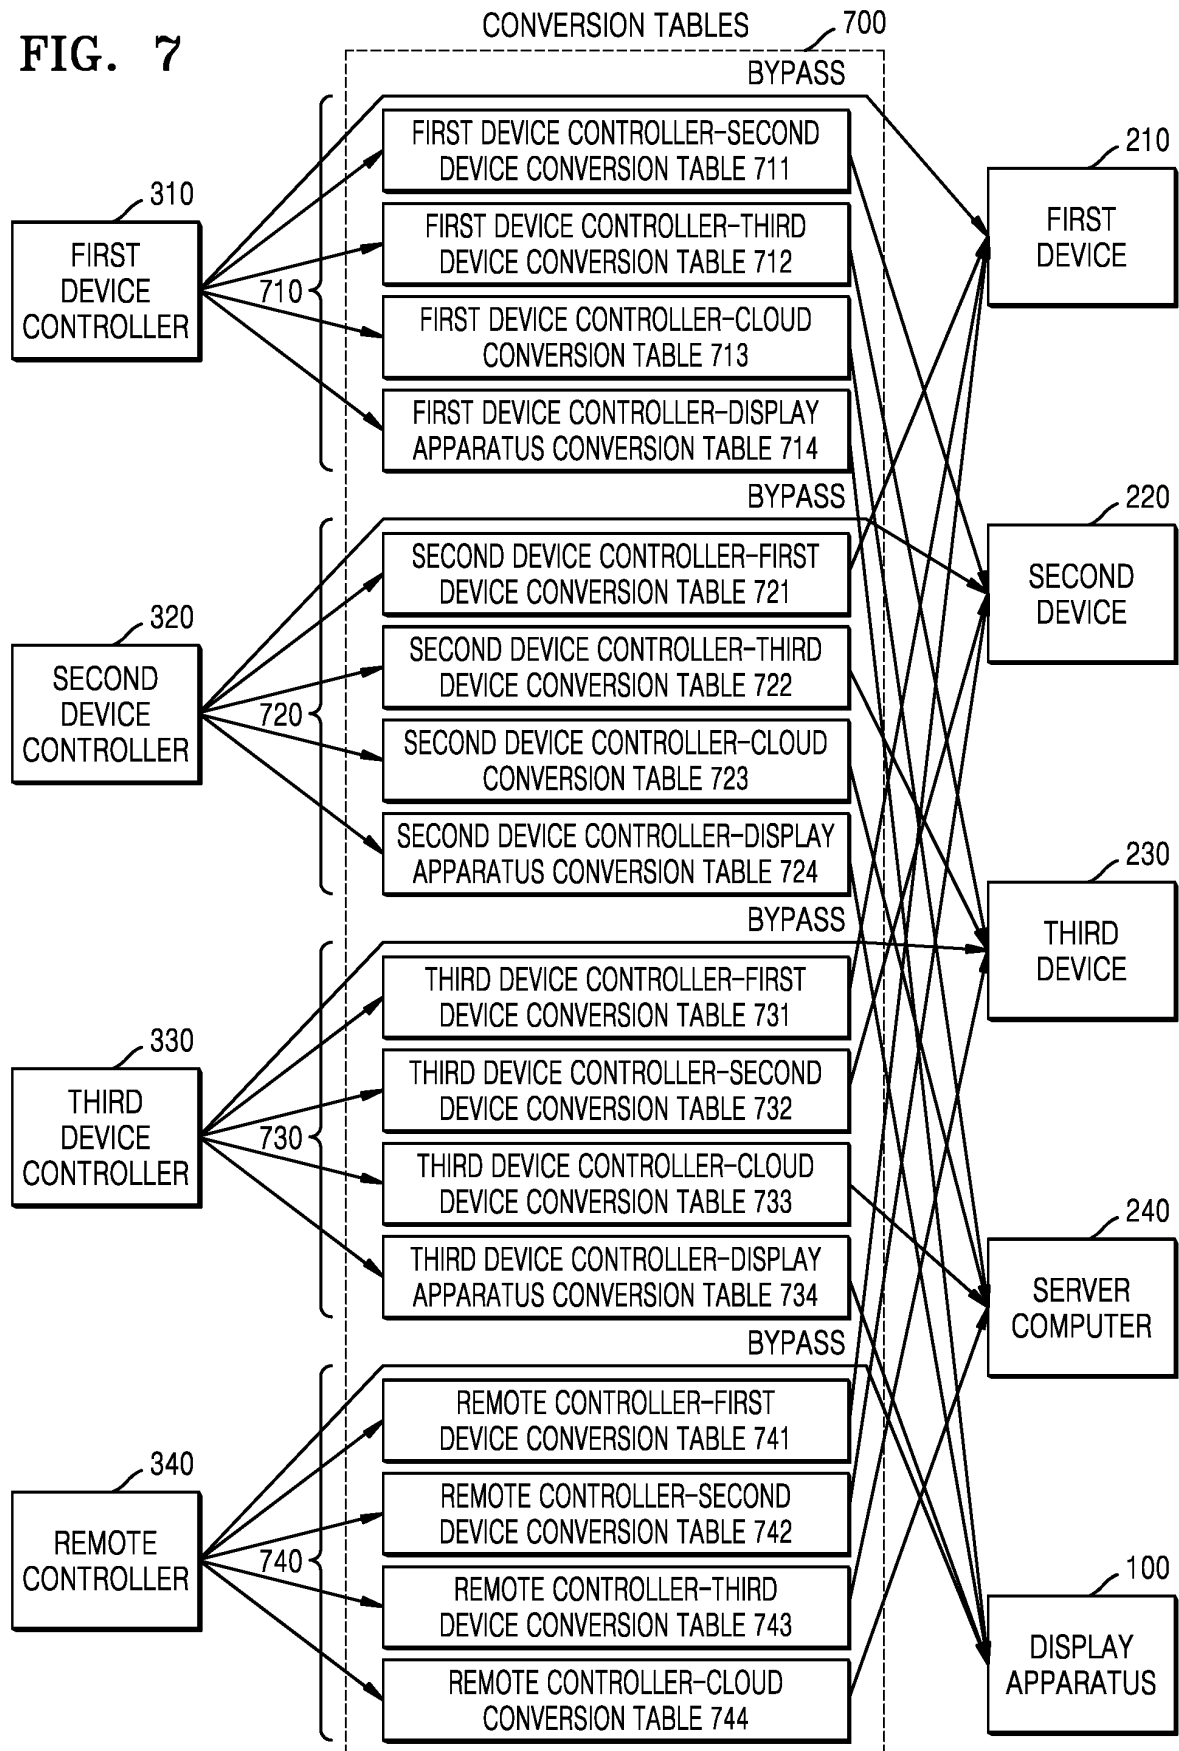 FIG. 7
CONVERSION TABLES
700
BYPASS
310
FIRST
DEVICE
CONTROLLER
710
FIRST DEVICE CONTROLLER-SECOND
DEVICE CONVERSION TABLE 711
FIRST DEVICE CONTROLLER-THIRD
DEVICE CONVERSION TABLE 712
FIRST DEVICE CONTROLLER-CLOUD
CONVERSION TABLE 713
FIRST DEVICE CONTROLLER-DISPLAY
APPARATUS CONVERSION TABLE 714
210
FIRST
DEVICE
BYPASS
320
SECOND
DEVICE
CONTROLLER
720
SECOND DEVICE CONTROLLER-FIRST
DEVICE CONVERSION TABLE 721
SECOND DEVICE CONTROLLER-THIRD
DEVICE CONVERSION TABLE 722
SECOND DEVICE CONTROLLER-CLOUD
CONVERSION TABLE 723
SECOND DEVICE CONTROLLER-DISPLAY
APPARATUS CONVERSION TABLE 724
220
SECOND
DEVICE
BYPASS
330
THIRD
DEVICE
CONTROLLER
730
THIRD DEVICE CONTROLLER-FIRST
DEVICE CONVERSION TABLE 731
THIRD DEVICE CONTROLLER-SECOND
DEVICE CONVERSION TABLE 732
THIRD DEVICE CONTROLLER-CLOUD
DEVICE CONVERSION TABLE 733
THIRD DEVICE CONTROLLER-DISPLAY
APPARATUS CONVERSION TABLE 734
230
THIRD
DEVICE
240
SERVER
COMPUTER
BYPASS
340
REMOTE
CONTROLLER
740
REMOTE CONTROLLER-FIRST
DEVICE CONVERSION TABLE 741
REMOTE CONTROLLER-SECOND
DEVICE CONVERSION TABLE 742
REMOTE CONTROLLER-THIRD
DEVICE CONVERSION TABLE 743
REMOTE CONTROLLER-CLOUD
CONVERSION TABLE 744
100
DISPLAY
APPARATUS